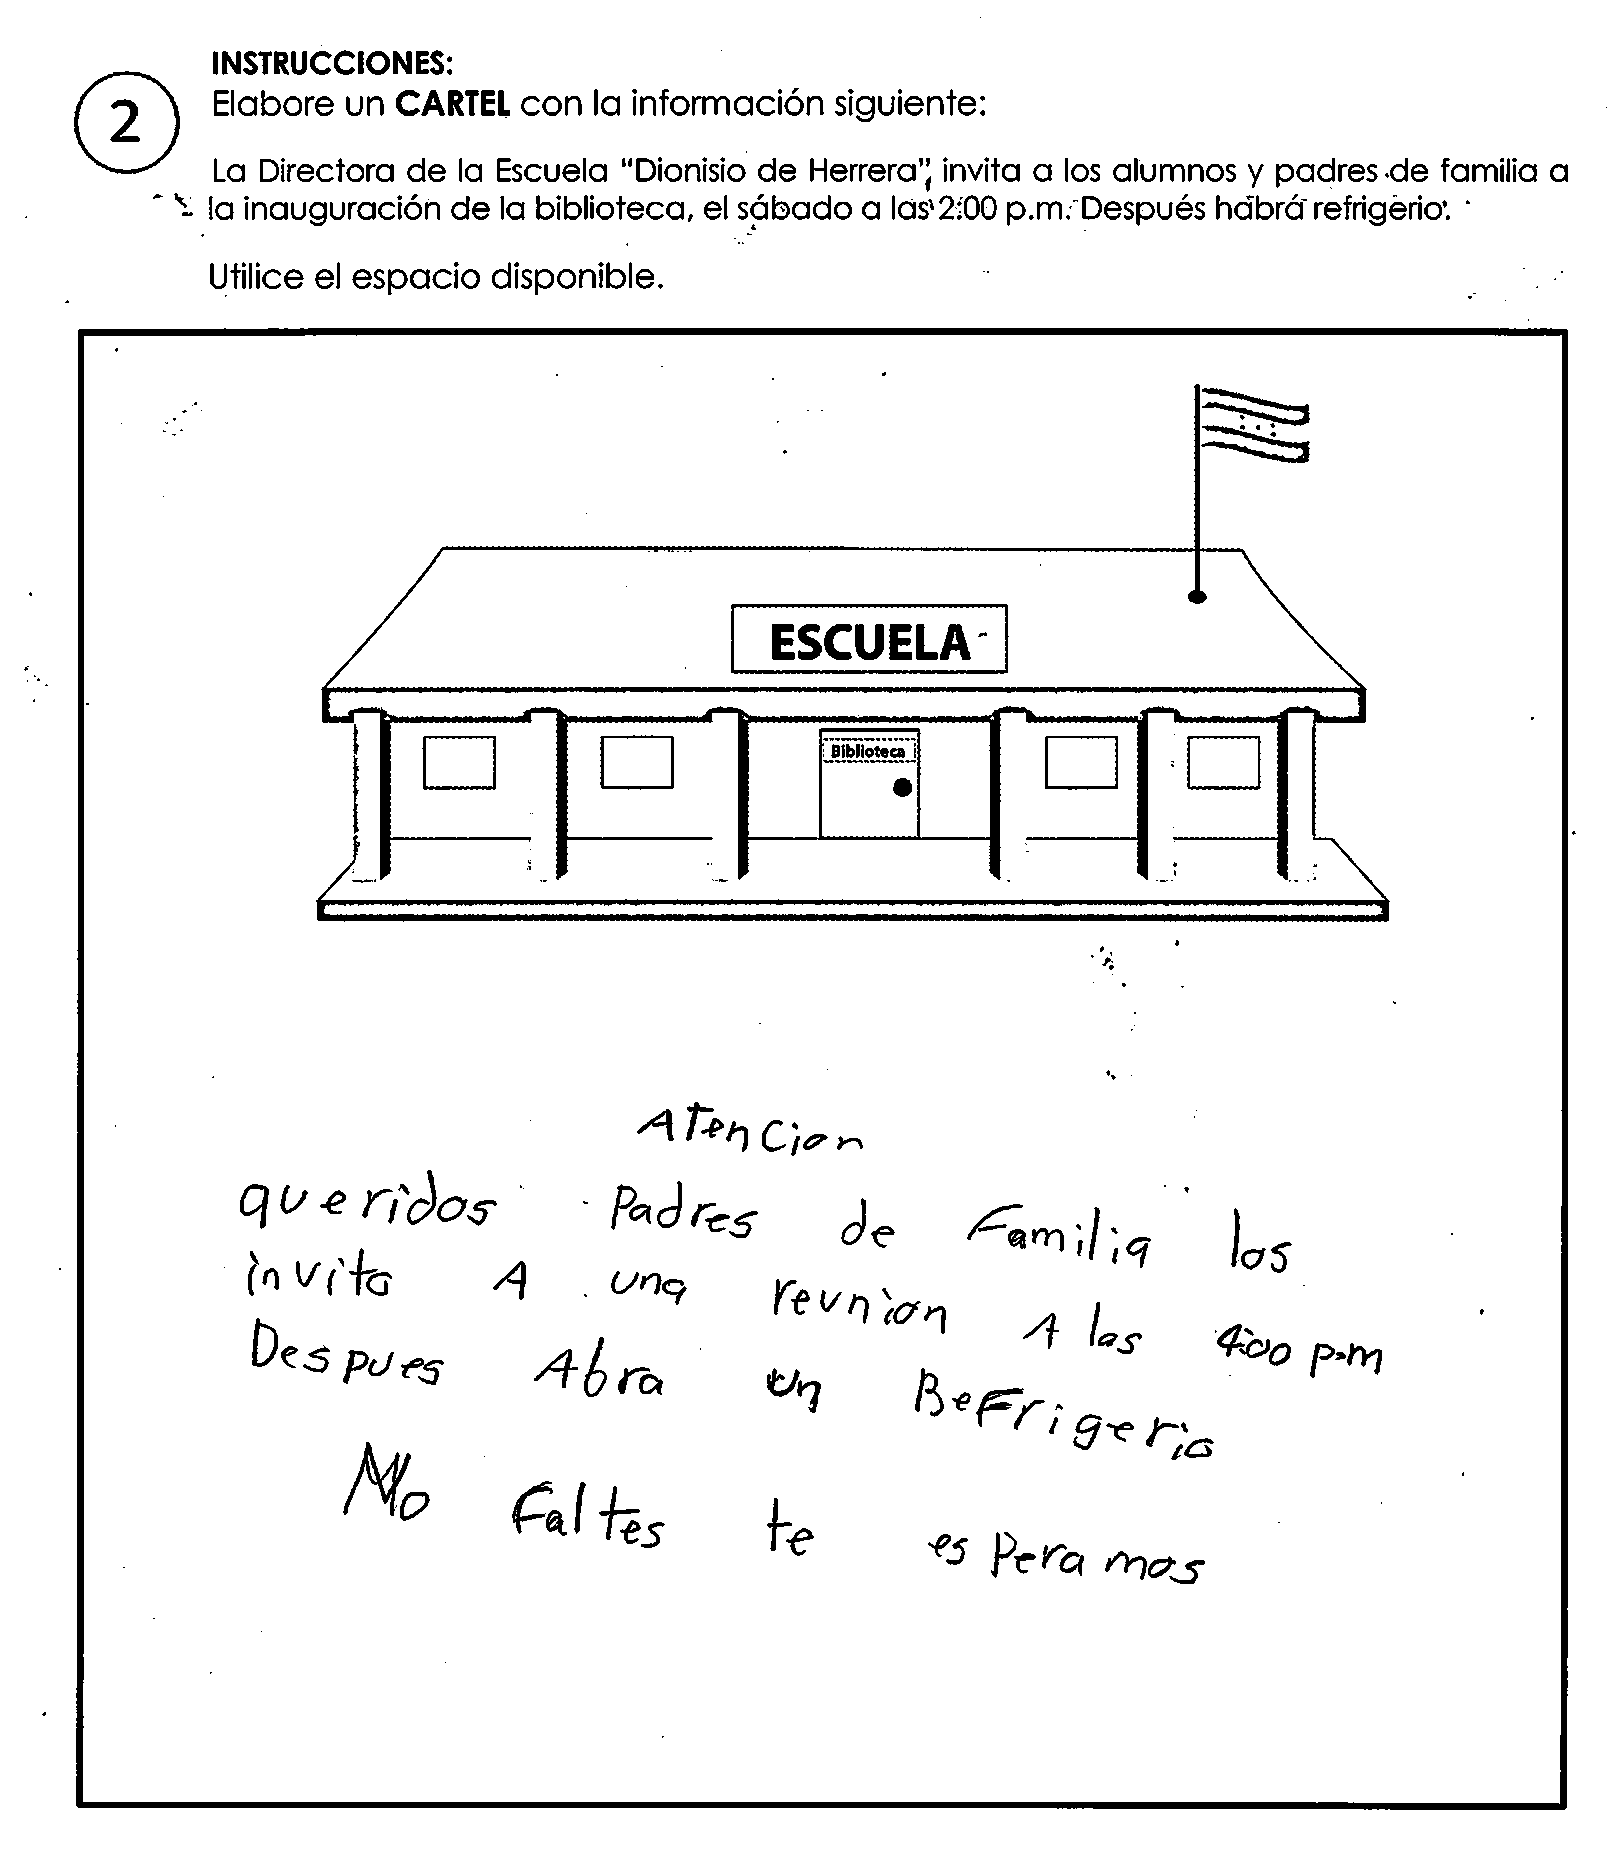 INSTRUCCIONES:
2
Elabore un CARTEL con la información siguiente:
La Directora de la Escuela "Dionisio de Herrera", invita a los alumnos y padres de familia a
la inauguración de la biblioteca, el sábado a las 2:00 p.m. Después habrá refrigerio.
Utilice el espacio disponible.
ESCUELA
Biblioteca
ATencion
queridos Padres de Familia los
invito A una reunion A las 4:00 p.m
Despues Abra un Refrigerio
No Faltes te esperamos